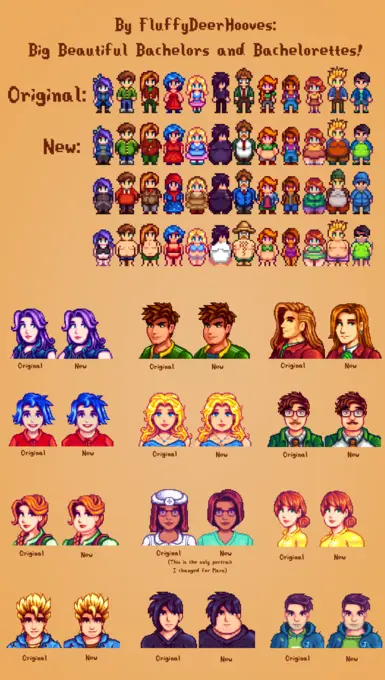 By FluffyDeerHooves:
Big Beautiful Bachelors and Bachelorettes!
Original:
New:
Original New Original New Original New
Original New Original New Original New
Original New Original New Original New
(This is the only portrait
I changed for Maru)
Original New Original New Original New